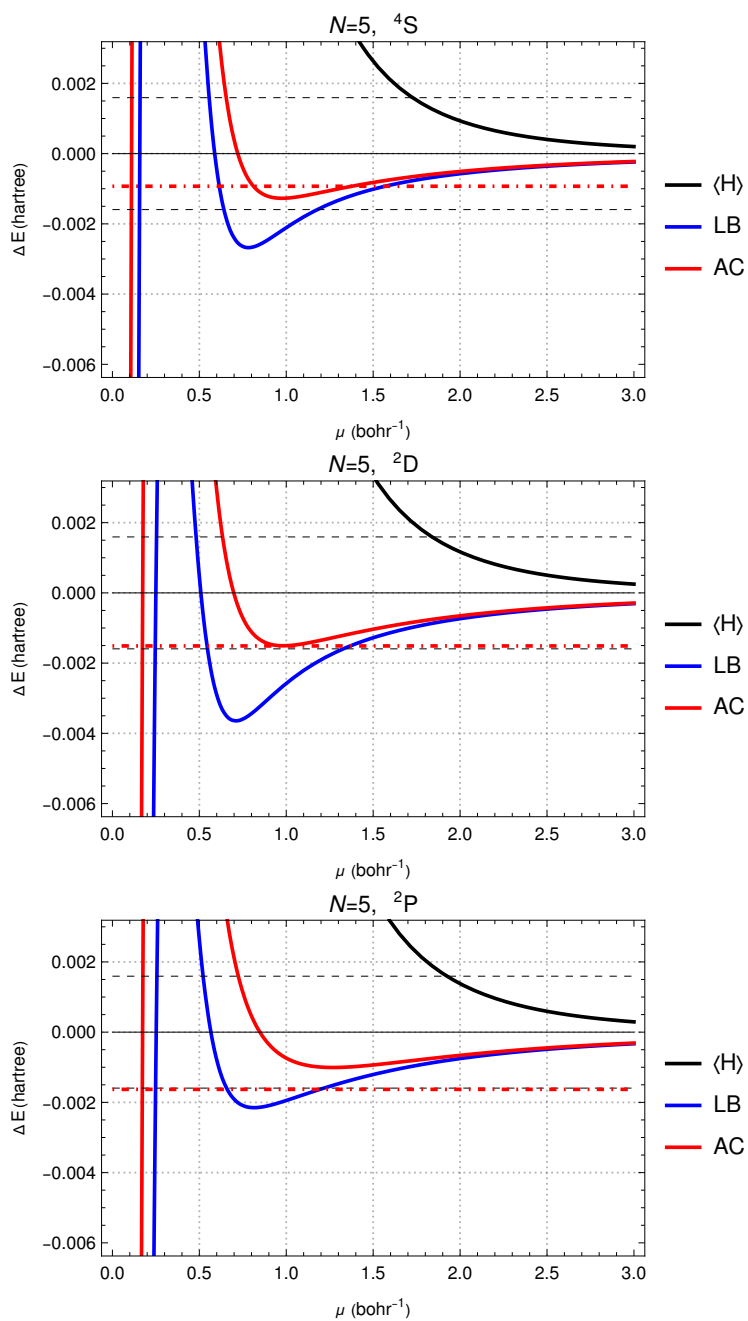 N=5, ⁴S
0.002
0.000
−0.002
−0.004
−0.006
Δ E (hartree)
0.0 0.5 1.0 1.5 2.0 2.5 3.0
μ (bohr⁻¹)
⟨H⟩
LB
AC
N=5, ²D
0.002
0.000
−0.002
−0.004
−0.006
Δ E (hartree)
0.0 0.5 1.0 1.5 2.0 2.5 3.0
μ (bohr⁻¹)
⟨H⟩
LB
AC
N=5, ²P
0.002
0.000
−0.002
−0.004
−0.006
Δ E (hartree)
0.0 0.5 1.0 1.5 2.0 2.5 3.0
μ (bohr⁻¹)
⟨H⟩
LB
AC